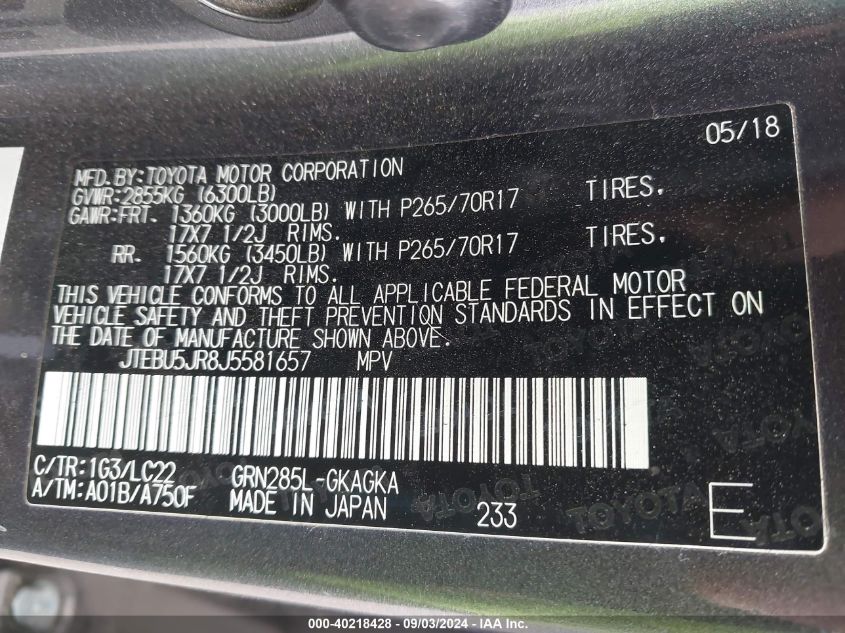 05/18
MFD.BY:TOYOTA MOTOR CORPORATION
GVWR:2855KG (6300LB)
GAWR:FRT. 1360KG (3000LB) WITH P265/70R17 TIRES,
17X7 1/2J RIMS.
RR. 1560KG (3450LB) WITH P265/70R17 TIRES,
17X7 1/2J RIMS.
THIS VEHICLE CONFORMS TO ALL APPLICABLE FEDERAL MOTOR
VEHICLE SAFETY AND THEFT PREVENTION STANDARDS IN EFFECT ON
THE DATE OF MANUFACTURE SHOWN ABOVE.
JTEBU5JR8J5581657 MPV
C/TR:1G3/LC22 GRN285L-GKAGKA
A/TM:A01B/A750F MADE IN JAPAN 233 E
TOYOTA
000-40218428 - 09/03/2024 - IAA Inc.